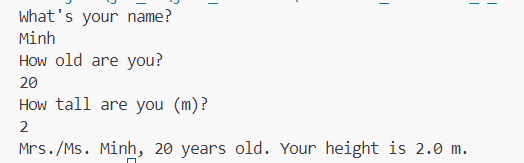 What's your name?
Minh
How old are you?
20
How tall are you (m)?
2
Mrs./Ms. Minh, 20 years old. Your height is 2.0 m.